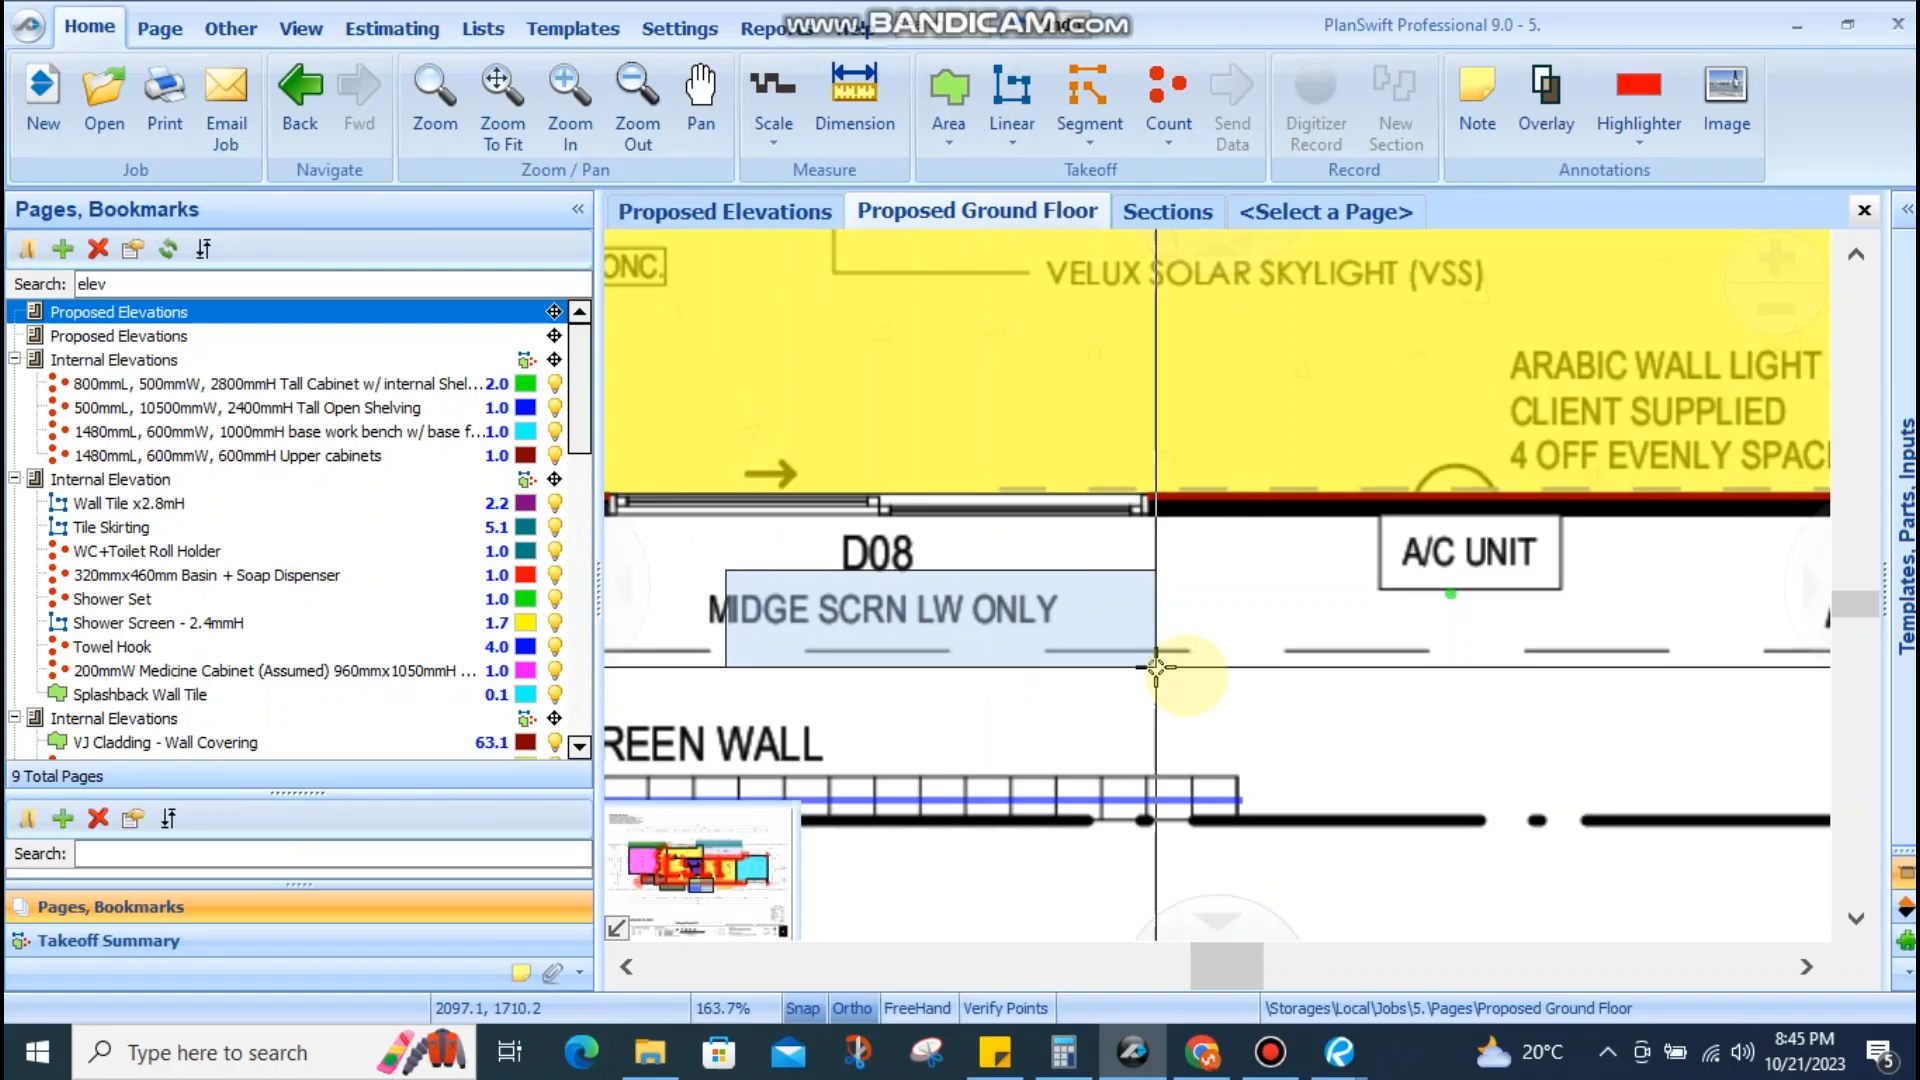 www.BANDICAM.com
Home Page Other View Estimating Lists Templates Settings
PlanSwift Professional 9.0 - 5.
New Open Print Email Job
Back Fwd
Zoom Zoom To Fit Zoom In Zoom Out Pan
Scale Dimension
Area Linear Segment Count Send Data
Digitizer Record New Section
Note Overlay Highlighter Image
Job Navigate Zoom / Pan Measure Takeoff Record Annotations
Pages, Bookmarks
Proposed Elevations Proposed Ground Floor Sections <Select a Page>
Search: elev
Proposed Elevations
Proposed Elevations
Internal Elevations
800mmL, 500mmW, 2800mmH Tall Cabinet w/ internal Shel... 2.0
500mmL, 10500mmW, 2400mmH Tall Open Shelving 1.0
1480mmL, 600mmW, 1000mmH base work bench w/ base f... 1.0
1480mmL, 600mmW, 600mmH Upper cabinets 1.0
Internal Elevation
Wall Tile x2.8mH 2.2
Tile Skirting 5.1
WC+Toilet Roll Holder 1.0
320mmx460mm Basin + Soap Dispenser 1.0
Shower Set 1.0
Shower Screen - 2.4mmH 1.7
Towel Hook 4.0
200mmW Medicine Cabinet (Assumed) 960mmx1050mmH ... 1.0
Splashback Wall Tile 0.1
Internal Elevations
VJ Cladding - Wall Covering 63.1
9 Total Pages
Search:
Pages, Bookmarks
Takeoff Summary
ONC.
VELUX SOLAR SKYLIGHT (VSS)
ARABIC WALL LIGHT
CLIENT SUPPLIED
4 OFF EVENLY SPAC
D08
A/C UNIT
MIDGE SCRN LW ONLY
REEN WALL
Templates, Parts, Inputs
2097.1, 1710.2 163.7% Snap Ortho FreeHand Verify Points \Storages\Local\Jobs\5.\Pages\Proposed Ground Floor
Type here to search
20°C
8:45 PM
10/21/2023
5